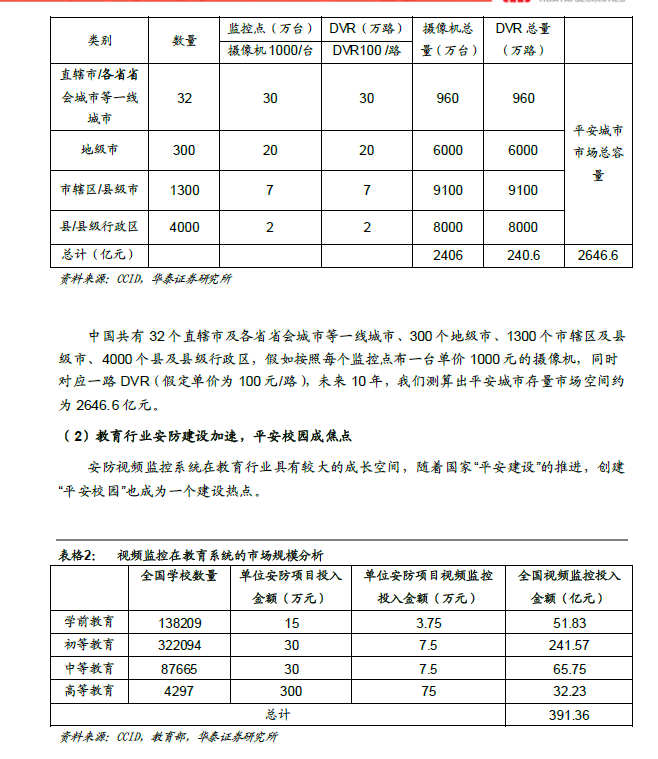 类别 数量 监控点（万台） DVR（万路） 摄像机总量（万台） DVR 总量（万路）
摄像机 1000/台 DVR100 /路
直辖市/各省省会城市等一线城市 32 30 30 960 960 平安城市市场总容量
地级市 300 20 20 6000 6000
市辖区/县级市 1300 7 7 9100 9100
县/县级行政区 4000 2 2 8000 8000
总计（亿元） 2406 240.6 2646.6
资料来源：CCID，华泰证券研究所
中国共有 32 个直辖市及各省省会城市等一线城市、300 个地级市、1300 个市辖区及县
级市、4000 个县及县级行政区，假如按照每个监控点布一台单价 1000 元的摄像机，同时
对应一路 DVR（假定单价为 100 元/路），未来 10 年，我们测算出平安城市存量市场空间约
为 2646.6 亿元。
（2）教育行业安防建设加速，平安校园成焦点
安防视频监控系统在教育行业具有较大的成长空间，随着国家“平安建设”的推进，创建
“平安校园”也成为一个建设热点。
表格2： 视频监控在教育系统的市场规模分析
全国学校数量 单位安防项目投入金额（万元） 单位安防项目视频监控投入金额（万元） 全国视频监控投入金额（亿元）
学前教育 138209 15 3.75 51.83
初等教育 322094 30 7.5 241.57
中等教育 87665 30 7.5 65.75
高等教育 4297 300 75 32.23
总计 391.36
资料来源：CCID，教育部，华泰证券研究所